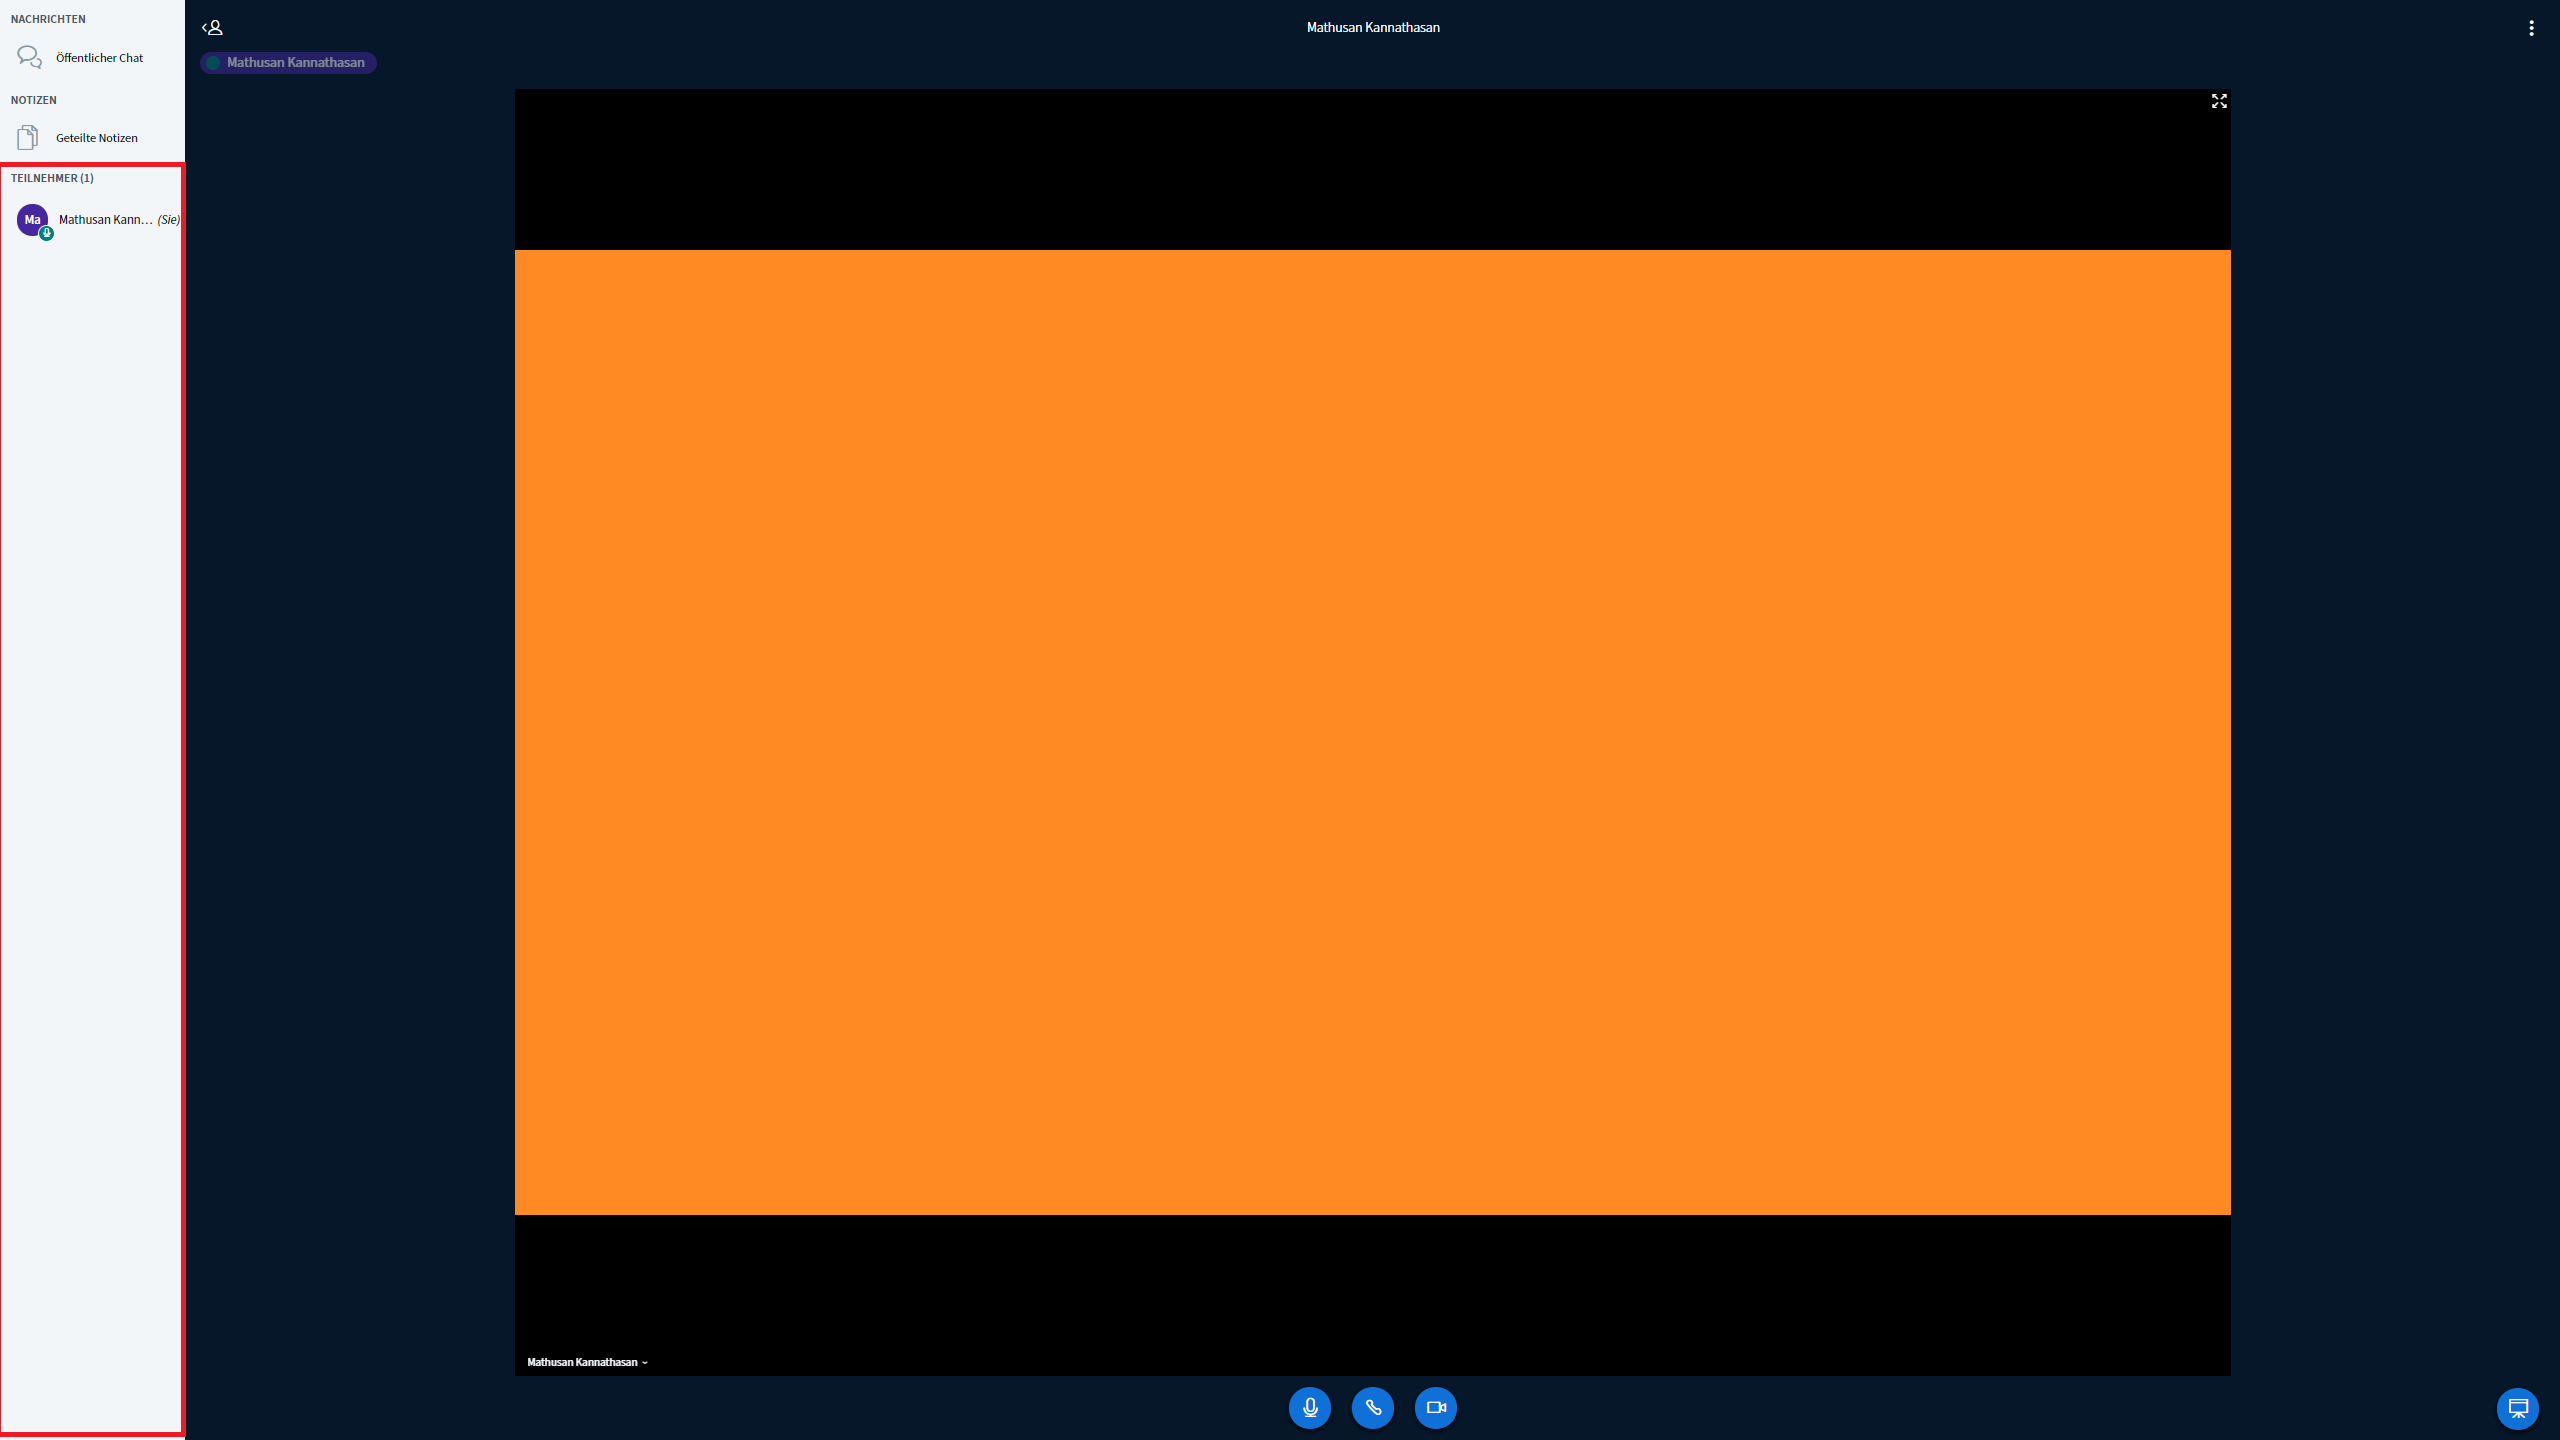 NACHRICHTEN
Öffentlicher Chat
NOTIZEN
Geteilte Notizen
TEILNEHMER (1)
Ma
Mathusan Kann... (Sie)
Mathusan Kannathasan
Mathusan Kannathasan
Mathusan Kannathasan